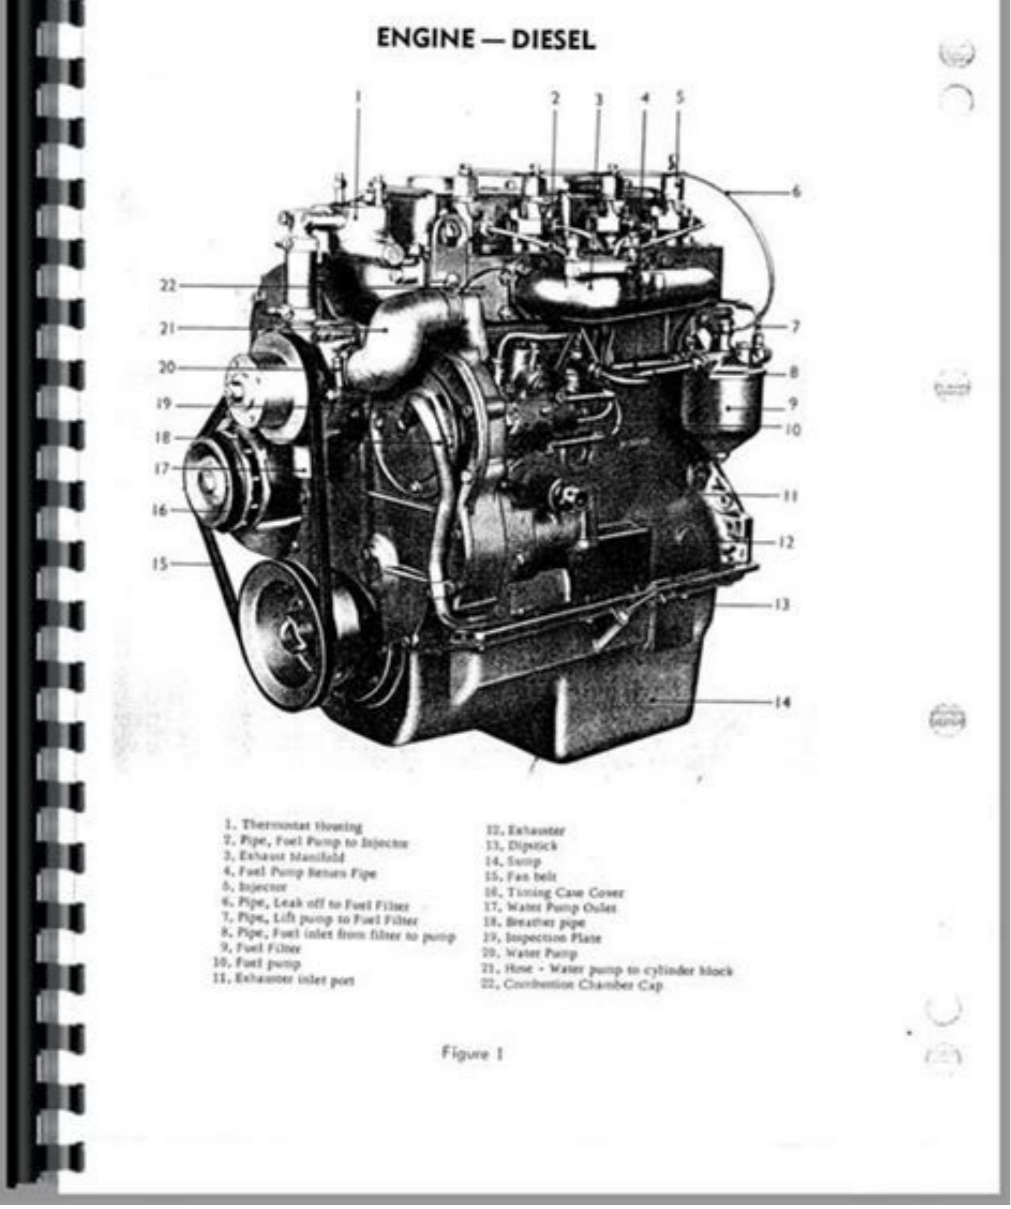 ENGINE — DIESEL
1 2 3 4 5
6
22
7
21
8
20
9
19
10
18
17
11
16
12
15
13
14
1. Thermostat Housing
2. Pipe, Fuel Pump to Injector
3. Exhaust Manifold
4. Fuel Pump Return Pipe
5. Injector
6. Pipe, Leak off to Fuel Filter
7. Pipe, Lift pump to Fuel Filter
8. Pipe, Fuel inlet from filter to pump
9. Fuel Filter
10. Fuel pump
11. Exhauster inlet port
12. Exhauster
13. Dipstick
14. Sump
15. Fan belt
16. Timing Case Cover
17. Water Pump Outlet
18. Breather pipe
19. Inspection Plate
20. Water Pump
21. Hose - Water pump to cylinder block
22. Combustion Chamber Cap
Figure 1